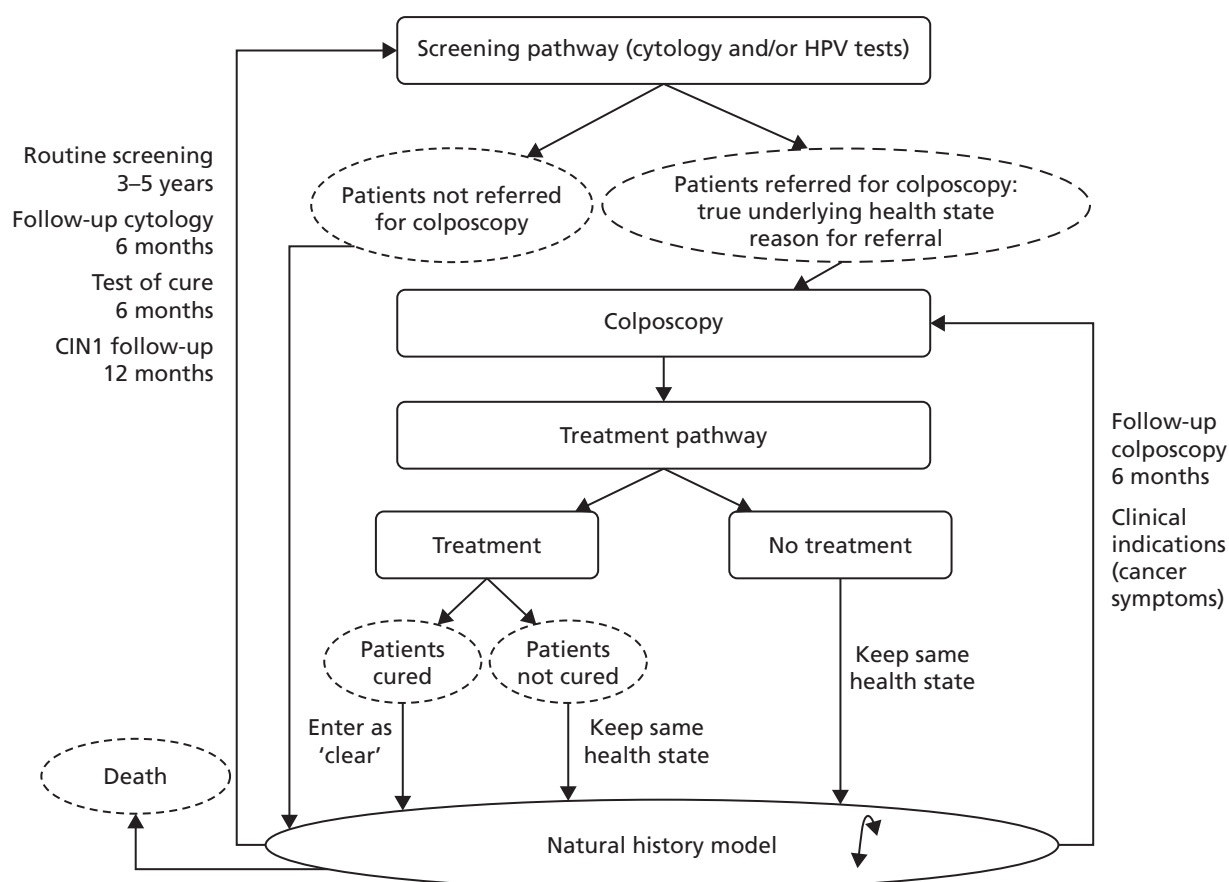 Screening pathway (cytology and/or HPV tests)
Routine screening
3–5 years
Follow-up cytology
6 months
Test of cure
6 months
CIN1 follow-up
12 months
Patients not referred
for colposcopy
Patients referred for colposcopy:
true underlying health state
reason for referral
Colposcopy
Treatment pathway
Follow-up
colposcopy
6 months
Clinical
indications
(cancer
symptoms)
Treatment
No treatment
Patients
cured
Patients
not cured
Keep same
health state
Enter as
‘clear’
Keep same
health state
Death
Natural history model